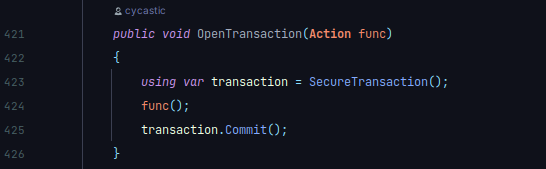 cycastic
421 public void OpenTransaction(Action func)
422 {
423 using var transaction = SecureTransaction();
424 func();
425 transaction.Commit();
426 }